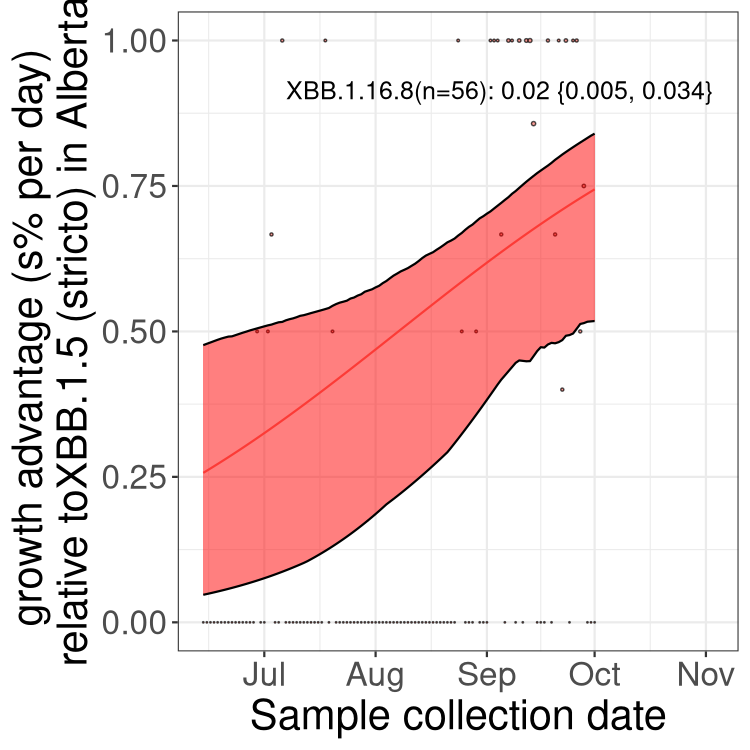 growth advantage (s% per day)
relative toXBB.1.5 (stricto) in Alberta
1.00
0.75
0.50
0.25
0.00
XBB.1.16.8(n=56): 0.02 {0.005, 0.034}
Jul Aug Sep Oct Nov
Sample collection date